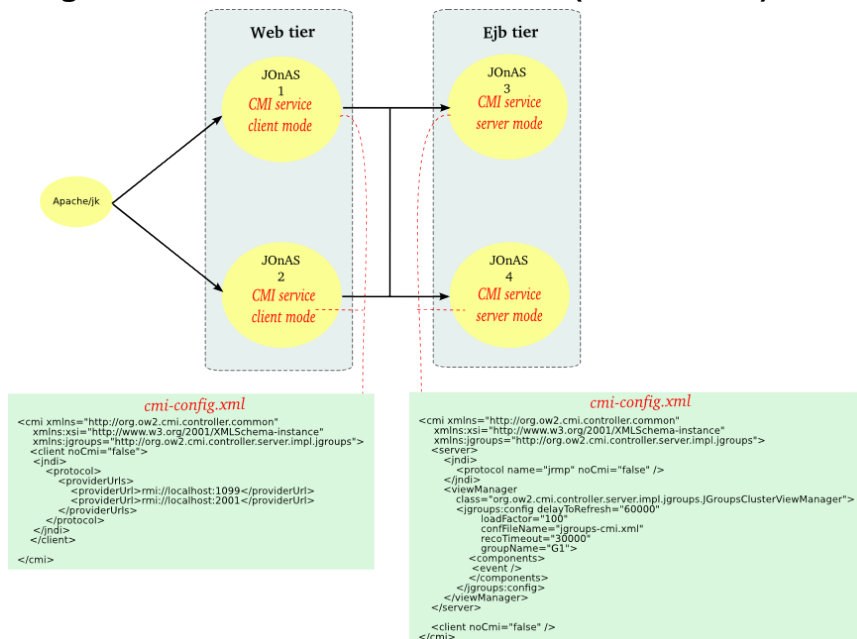 Web tier
Ejb tier
JOnAS
1
CMI service
client mode
JOnAS
3
CMI service
server mode
Apache/jk
JOnAS
2
CMI service
client mode
JOnAS
4
CMI service
server mode
cmi-config.xml
<cmi xmlns="http://org.ow2.cmi.controller.common"
xmlns:xsi="http://www.w3.org/2001/XMLSchema-instance"
xmlns:jgroups="http://org.ow2.cmi.controller.server.impl.jgroups">
<client noCmi="false">
<jndi>
<protocol>
<providerUrls>
<providerUrl>rmi://localhost:1099</providerUrl>
<providerUrl>rmi://localhost:2001</providerUrl>
</providerUrls>
</protocol>
</jndi>
</client>
</cmi>
cmi-config.xml
<cmi xmlns="http://org.ow2.cmi.controller.common"
xmlns:xsi="http://www.w3.org/2001/XMLSchema-instance"
xmlns:jgroups="http://org.ow2.cmi.controller.server.impl.jgroups">
<server>
<jndi>
<protocol name="jrmp" noCmi="false" />
</jndi>
<viewManager
class="org.ow2.cmi.controller.server.impl.jgroups.JGroupsClusterViewManager">
<jgroups:config delayToRefresh="60000"
loadFactor="100"
confFileName="jgroups-cmi.xml"
recoTimeout="30000"
groupName="G1">
<components>
<event />
</components>
</jgroups:config>
</viewManager>
</server>
<client noCmi="false" />
</cmi>